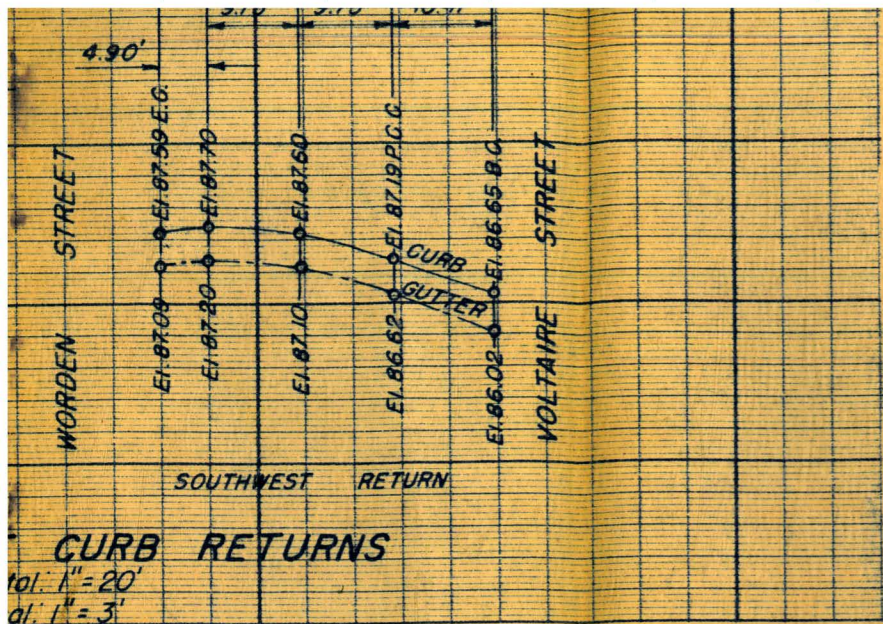 4.90'
El. 87.59 E.C.
El. 87.70
El. 87.60
El. 87.19 P.C.C.
El. 86.65 B.C.
WORDEN STREET
VOLTAIRE STREET
CURB
GUTTER
El. 87.09
El. 87.20
El. 87.10
El. 86.62
El. 86.02
SOUTHWEST RETURN
CURB RETURNS
tal: 1" = 20'
al: 1" = 3'